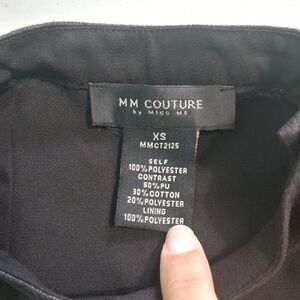 MM COUTURE
by MISS ME
XS
MMCT2125
SELF
100%POLYESTER
CONTRAST
50%PU
30%COTTON
20%POLYESTER
LINING
100%POLYESTER